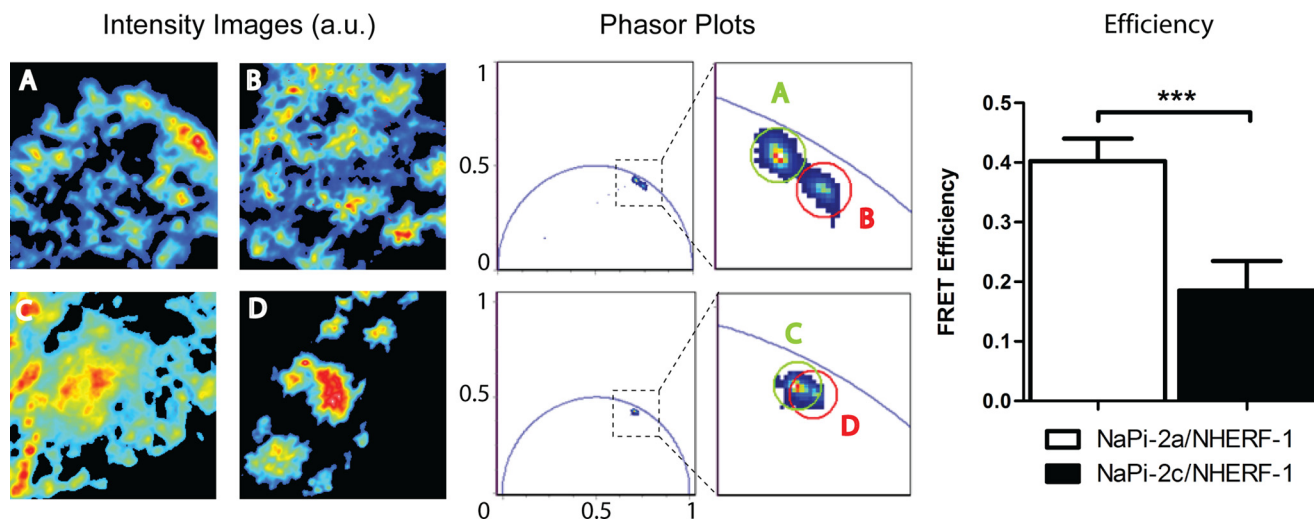 Intensity Images (a.u.)
Phasor Plots
Efficiency
A
B
1
0.5
0
A
B
C
D
1
0.5
0
0.5
1
C
D
***
FRET Efficiency
0.5
0.4
0.3
0.2
0.1
0.0
NaPi-2a/NHERF-1
NaPi-2c/NHERF-1